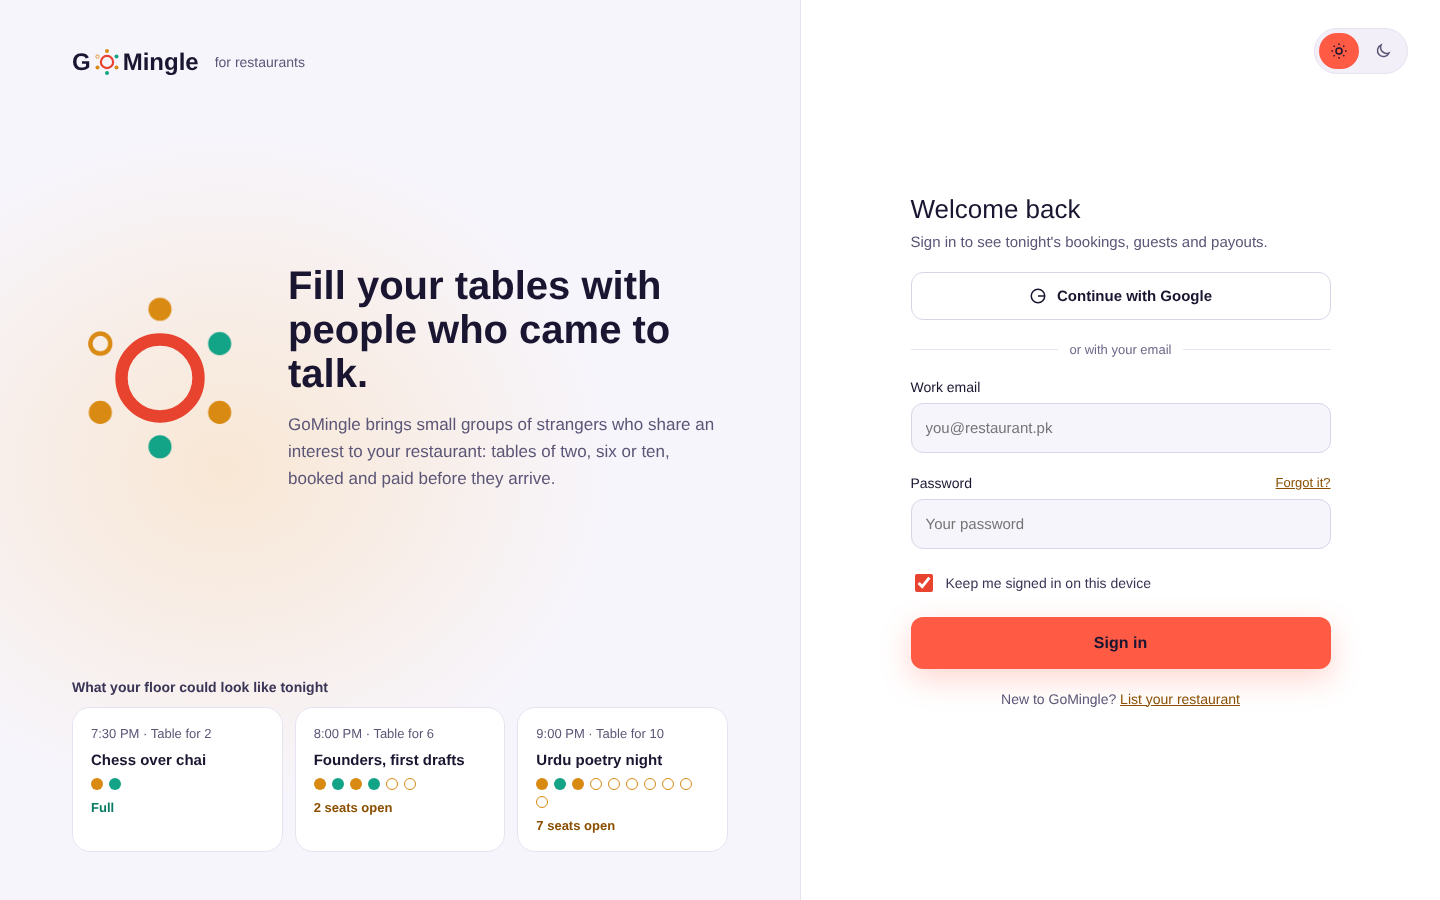 G Mingle for restaurants
Fill your tables with
people who came to
talk.
GoMingle brings small groups of strangers who share an
interest to your restaurant: tables of two, six or ten,
booked and paid before they arrive.
What your floor could look like tonight
7:30 PM · Table for 2
Chess over chai
Full
8:00 PM · Table for 6
Founders, first drafts
2 seats open
9:00 PM · Table for 10
Urdu poetry night
7 seats open
Welcome back
Sign in to see tonight's bookings, guests and payouts.
Continue with Google
or with your email
Work email
you@restaurant.pk
Password
Forgot it?
Your password
Keep me signed in on this device
Sign in
New to GoMingle? List your restaurant